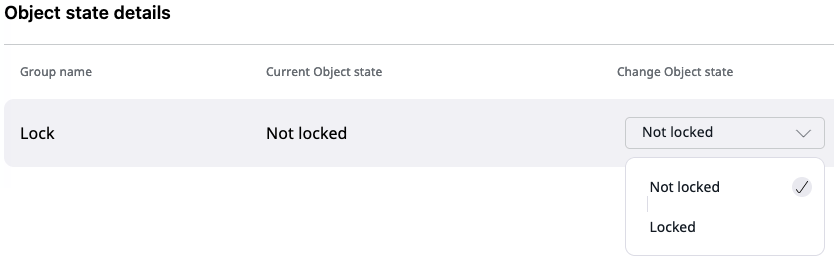 Object state details
Group name Current Object state Change Object state
Lock Not locked Not locked
Not locked
Locked